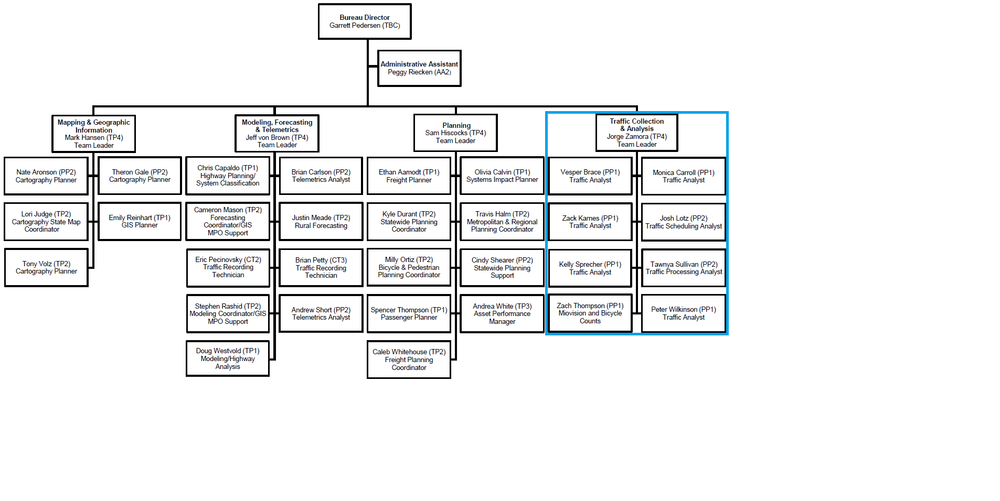 Bureau Director
Garrett Pedersen (TBC)
Administrative Assistant
Peggy Riecken (AA2)
Mapping & Geographic
Information
Mark Hansen (TP4)
Team Leader
Nate Aronson (PP2)
Cartography Planner
Theron Gale (PP2)
Cartography Planner
Lori Judge (TP2)
Cartography State Map
Coordinator
Emily Reinhart (TP1)
GIS Planner
Tony Volz (TP2)
Cartography Planner
Modeling, Forecasting
& Telemetrics
Jeff von Brown (TP4)
Team Leader
Chris Capaldo (TP1)
Highway Planning/
System Classification
Brian Carlson (PP2)
Telemetrics Analyst
Cameron Mason (TP2)
Forecasting
Coordinator/GIS
MPO Support
Justin Meade (TP2)
Rural Forecasting
Eric Pecinovsky (CT2)
Traffic Recording
Technician
Brian Petty (CT3)
Traffic Recording
Technician
Stephen Rashid (TP2)
Modeling Coordinator/GIS
MPO Support
Andrew Short (PP2)
Telemetrics Analyst
Doug Westvold (TP1)
Modeling/Highway
Analysis
Planning
Sam Hiscocks (TP4)
Team Leader
Ethan Aamodt (TP1)
Freight Planner
Olivia Calvin (TP1)
Systems Impact Planner
Kyle Durant (TP2)
Statewide Planning
Coordinator
Travis Halm (TP2)
Metropolitan & Regional
Planning Coordinator
Milly Ortiz (TP2)
Bicycle & Pedestrian
Planning Coordinator
Cindy Shearer (PP2)
Statewide Planning
Support
Spencer Thompson (TP1)
Passenger Planner
Andrea White (TP3)
Asset Performance
Manager
Caleb Whitehouse (TP2)
Freight Planning
Coordinator
Traffic Collection
& Analysis
Jorge Zamora (TP4)
Team Leader
Vesper Brace (PP1)
Traffic Analyst
Monica Carroll (PP1)
Traffic Analyst
Zack Karnes (PP1)
Traffic Analyst
Josh Lotz (PP2)
Traffic Scheduling Analyst
Kelly Sprecher (PP1)
Traffic Analyst
Tawnya Sullivan (PP2)
Traffic Processing Analyst
Zach Thompson (PP1)
Miovision and Bicycle
Counts
Peter Wilkinson (PP1)
Traffic Analyst